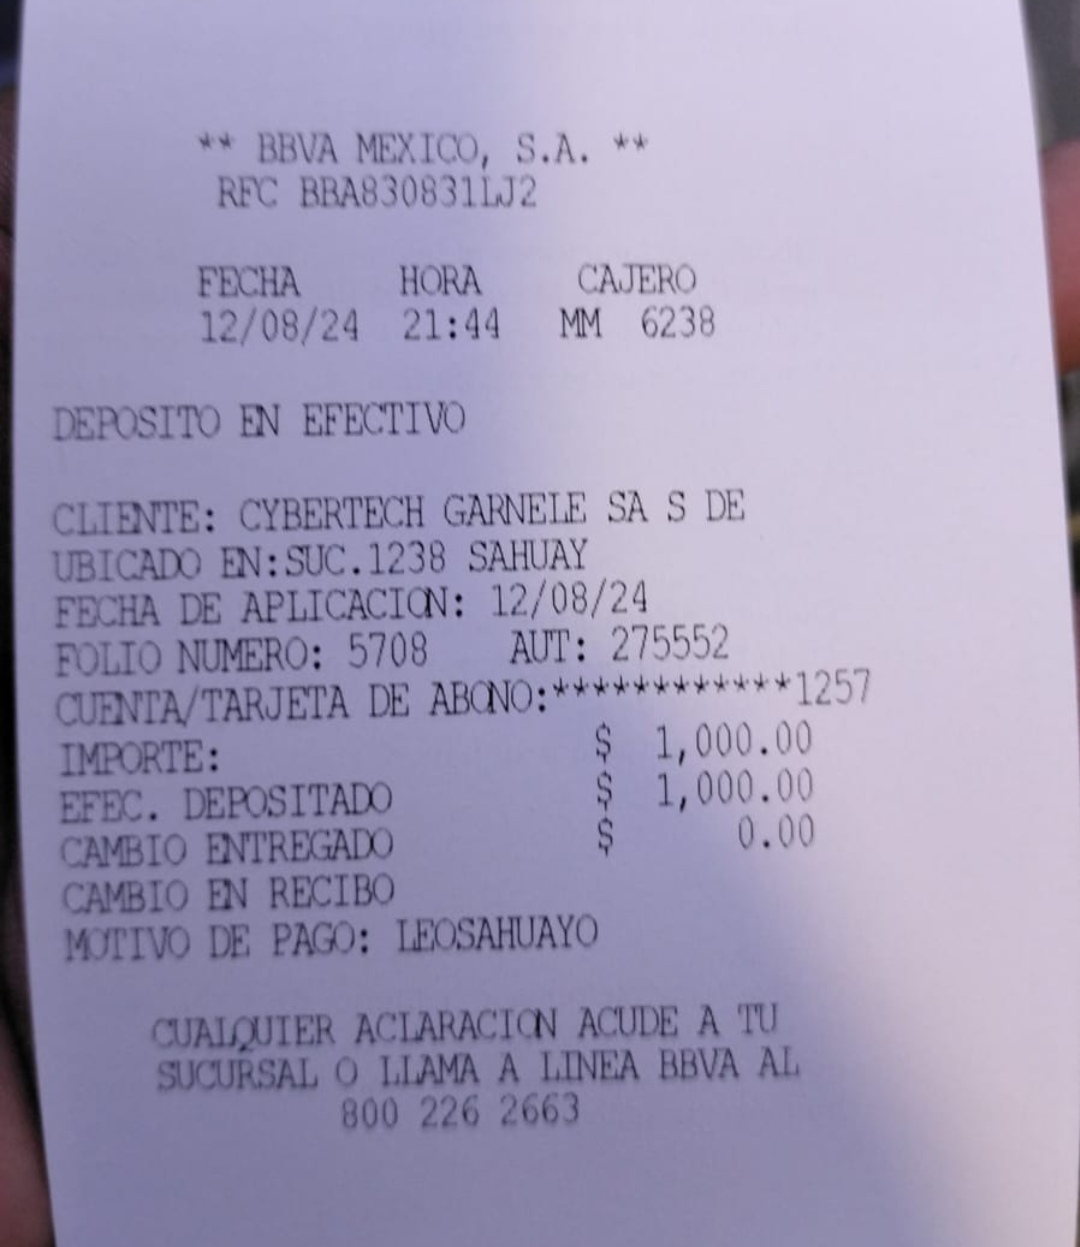 ** BBVA MEXICO, S.A. **
RFC BBA830831LJ2
FECHA HORA CAJERO
12/08/24 21:44 MM 6238
DEPOSITO EN EFECTIVO
CLIENTE: CYBERTECH GARNELE SA S DE
UBICADO EN:SUC.1238 SAHUAY
FECHA DE APLICACION: 12/08/24
FOLIO NUMERO: 5708 AUT: 275552
CUENTA/TARJETA DE ABONO:************1257
IMPORTE: $ 1,000.00
EFEC. DEPOSITADO $ 1,000.00
CAMBIO ENTREGADO $ 0.00
CAMBIO EN RECIBO
MOTIVO DE PAGO: LEOSAHUAYO
CUALQUIER ACLARACION ACUDE A TU
SUCURSAL O LLAMA A LINEA BBVA AL
800 226 2663